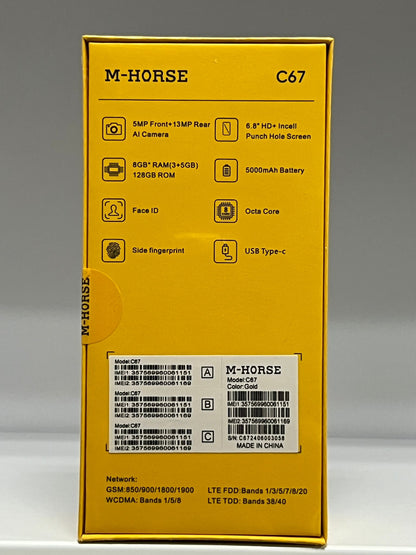 M-HORSE C67
5MP Front+13MP Rear
AI Camera
6.8" HD+ Incell
Punch Hole Screen
8GB* RAM(3+5GB)
128GB ROM
5000mAh Battery
Face ID
8
Octa Core
Side fingerprint
USB Type-c
M-HORSE
Model:C67
IMEI1: 357569960061151
IMEI2:357569960061169
A
Model:C67
IMEI1: 357569960061151
IMEI2:357569960061169
B
Model:C67
IMEI1: 357569960061151
IMEI2:357569960061169
C
M-HORSE
Model:C67
Color:Gold
IMEI1:357569960061151
IMEI2:357569960061169
S/N:C672406003058
MADE IN CHINA
Network:
GSM:850/900/1800/1900
WCDMA: Bands 1/5/8
LTE FDD:Bands 1/3/5/7/8/20
LTE TDD: Bands 38/40